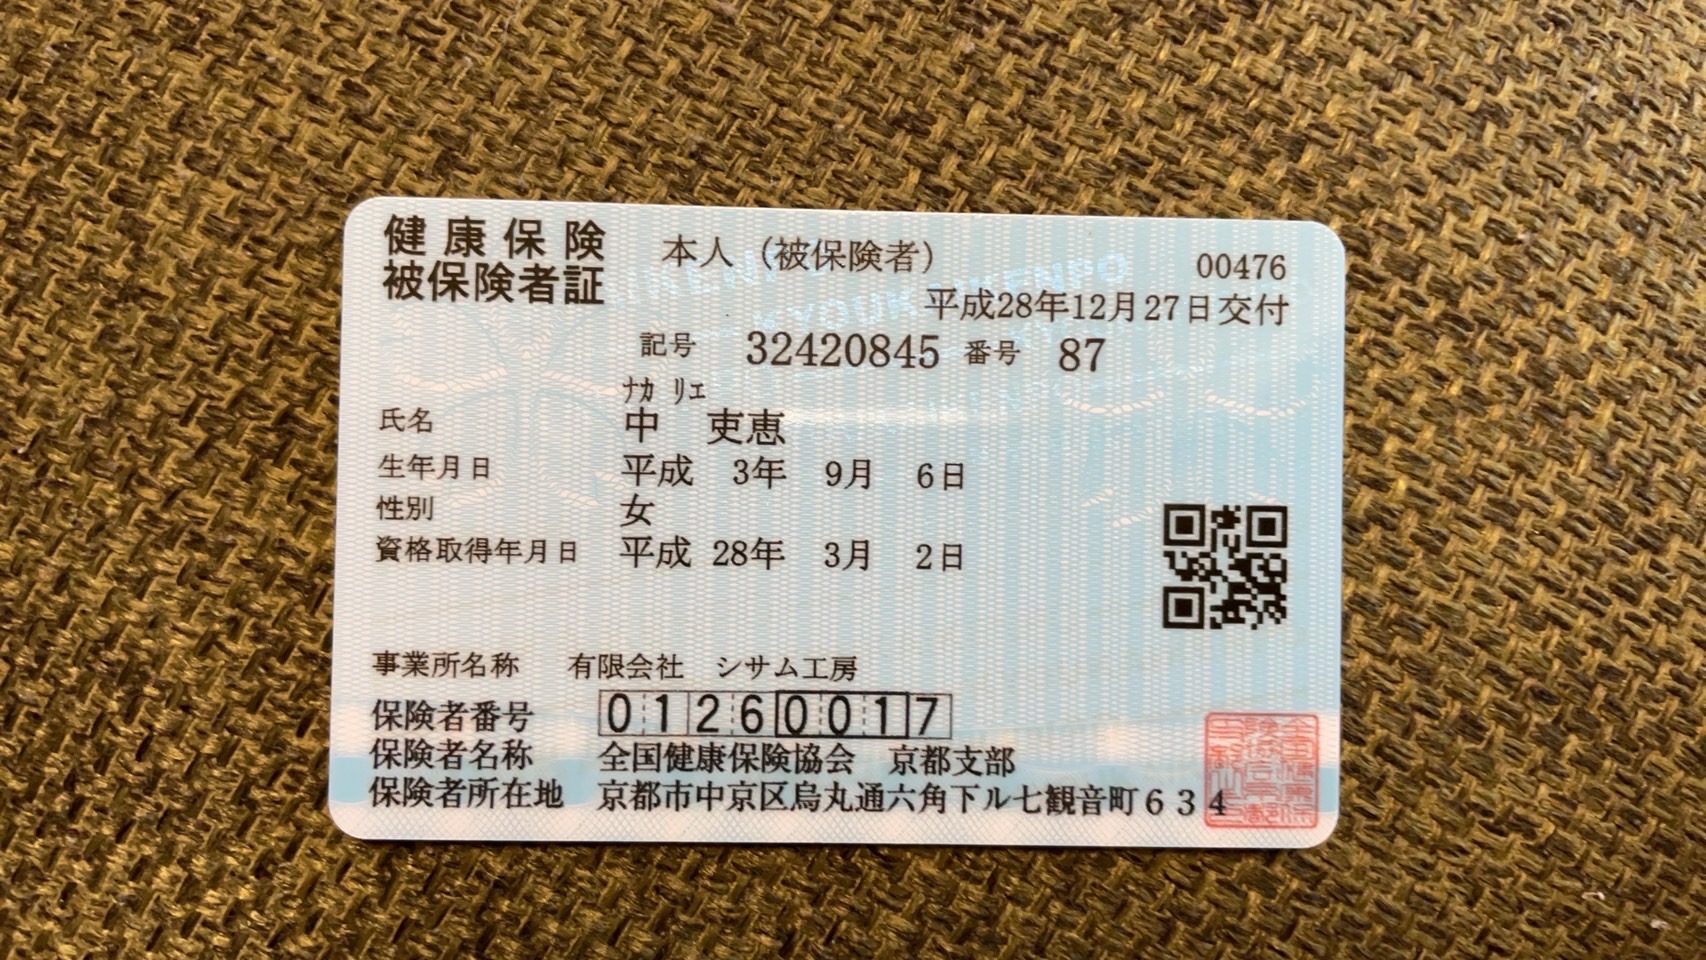 健康保険
被保険者証
本人（被保険者）
00476
平成28年12月27日交付
記号 32420845 番号 87
ﾅｶ ﾘｴ
氏名 中 吏恵
生年月日 平成 3年 9月 6日
性別 女
資格取得年月日 平成 28年 3月 2日
事業所名称 有限会社 シサム工房
保険者番号 01260017
保険者名称 全国健康保険協会 京都支部
保険者所在地 京都市中京区烏丸通六角下ル七観音町６３４